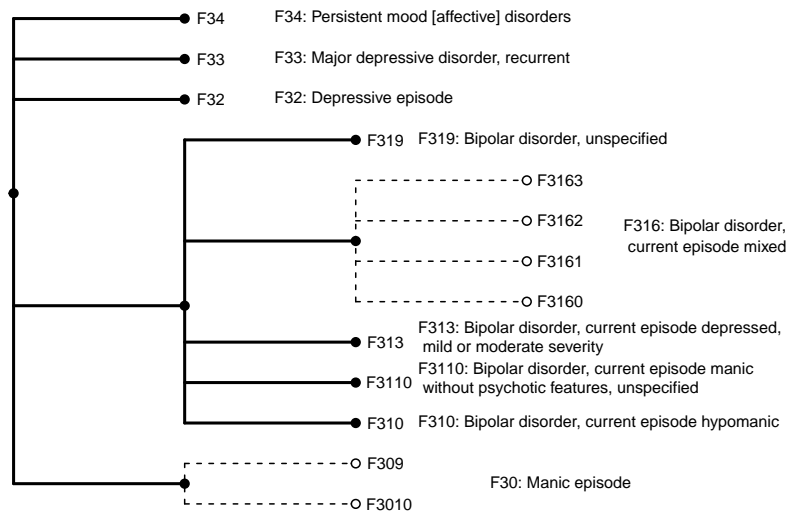 F34 F34: Persistent mood [affective] disorders
F33 F33: Major depressive disorder, recurrent
F32 F32: Depressive episode
F319 F319: Bipolar disorder, unspecified
F3163
F3162
F316: Bipolar disorder,
current episode mixed
F3161
F3160
F313 F313: Bipolar disorder, current episode depressed,
mild or moderate severity
F3110 F3110: Bipolar disorder, current episode manic
without psychotic features, unspecified
F310 F310: Bipolar disorder, current episode hypomanic
F309
F30: Manic episode
F3010